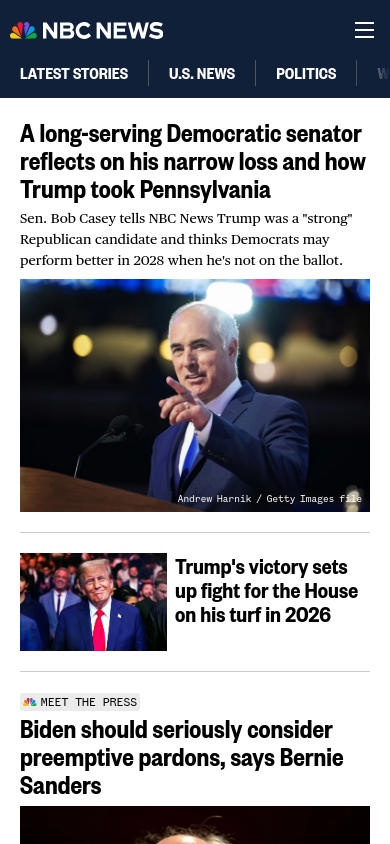 NBC NEWS
LATEST STORIES
U.S. NEWS
POLITICS
A long-serving Democratic senator
reflects on his narrow loss and how
Trump took Pennsylvania
Sen. Bob Casey tells NBC News Trump was a "strong"
Republican candidate and thinks Democrats may
perform better in 2028 when he's not on the ballot.
Andrew Harnik / Getty Images file
Trump's victory sets
up fight for the House
on his turf in 2026
MEET THE PRESS
Biden should seriously consider
preemptive pardons, says Bernie
Sanders